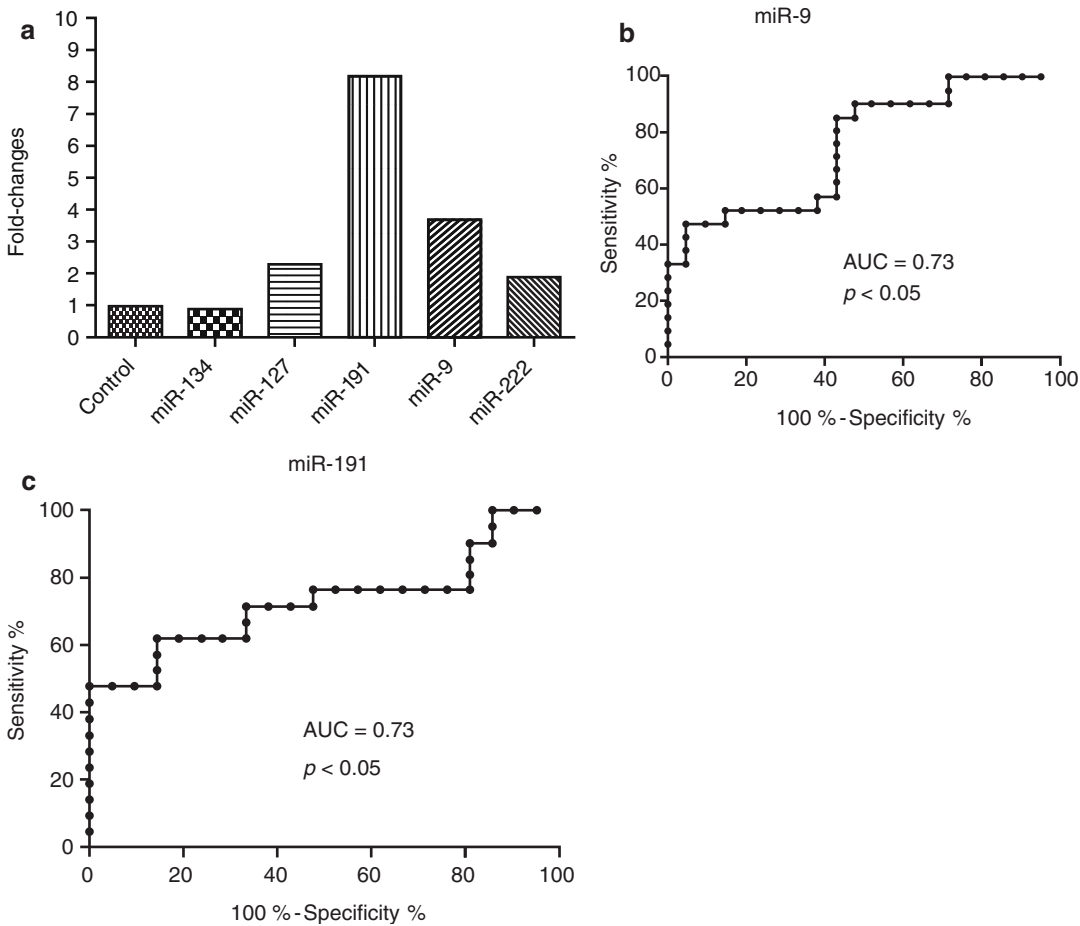 a
10
9
8
7
6
5
4
3
2
1
0
Fold-changes
Control
miR-134
miR-127
miR-191
miR-9
miR-222
b
miR-9
100
80
60
40
20
0
Sensitivity %
AUC = 0.73
p < 0.05
0 20 40 60 80 100
100 %-Specificity %
c
miR-191
100
80
60
40
20
0
Sensitivity %
AUC = 0.73
p < 0.05
0 20 40 60 80 100
100 %-Specificity %